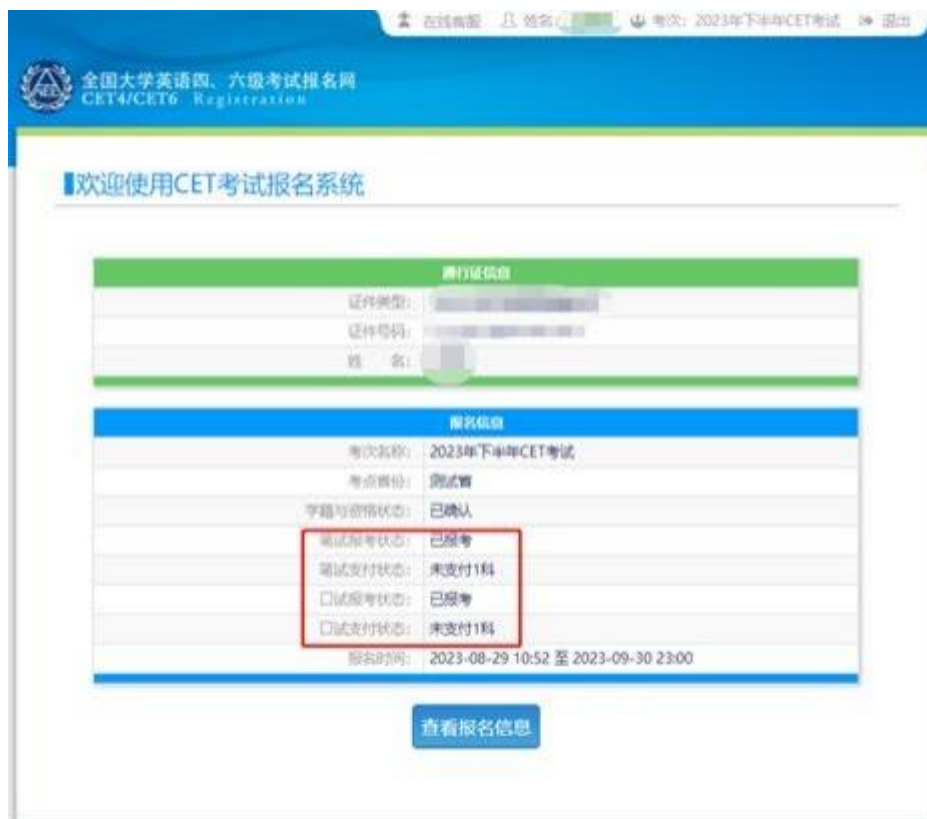 在线客服 姓名: 考次: 2023年下半年CET考试 退出
全国大学英语四、六级考试报名网
CET4/CET6 Registration
欢迎使用CET考试报名系统
通行证信息
证件类型:
证件号码:
姓 名:
报名信息
考次名称: 2023年下半年CET考试
考点省份: 测试省
学籍与资格状态: 已确认
笔试报考状态: 已报考
笔试支付状态: 未支付1科
口试报考状态: 已报考
口试支付状态: 未支付1科
报名时间: 2023-08-29 10:52 至 2023-09-30 23:00
查看报名信息